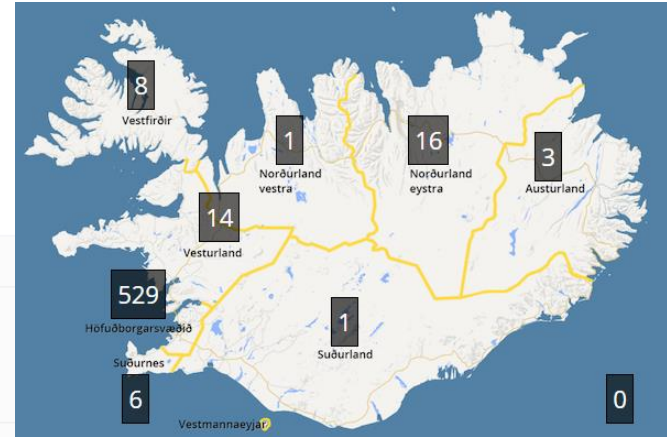 8
Vestfirðir
1
Norðurland
vestra
16
Norðurland
eystra
3
Austurland
14
Vesturland
529
Höfuðborgarsvæðið
1
Suðurland
Suðurnes
6
Vestmannaeyjar
0